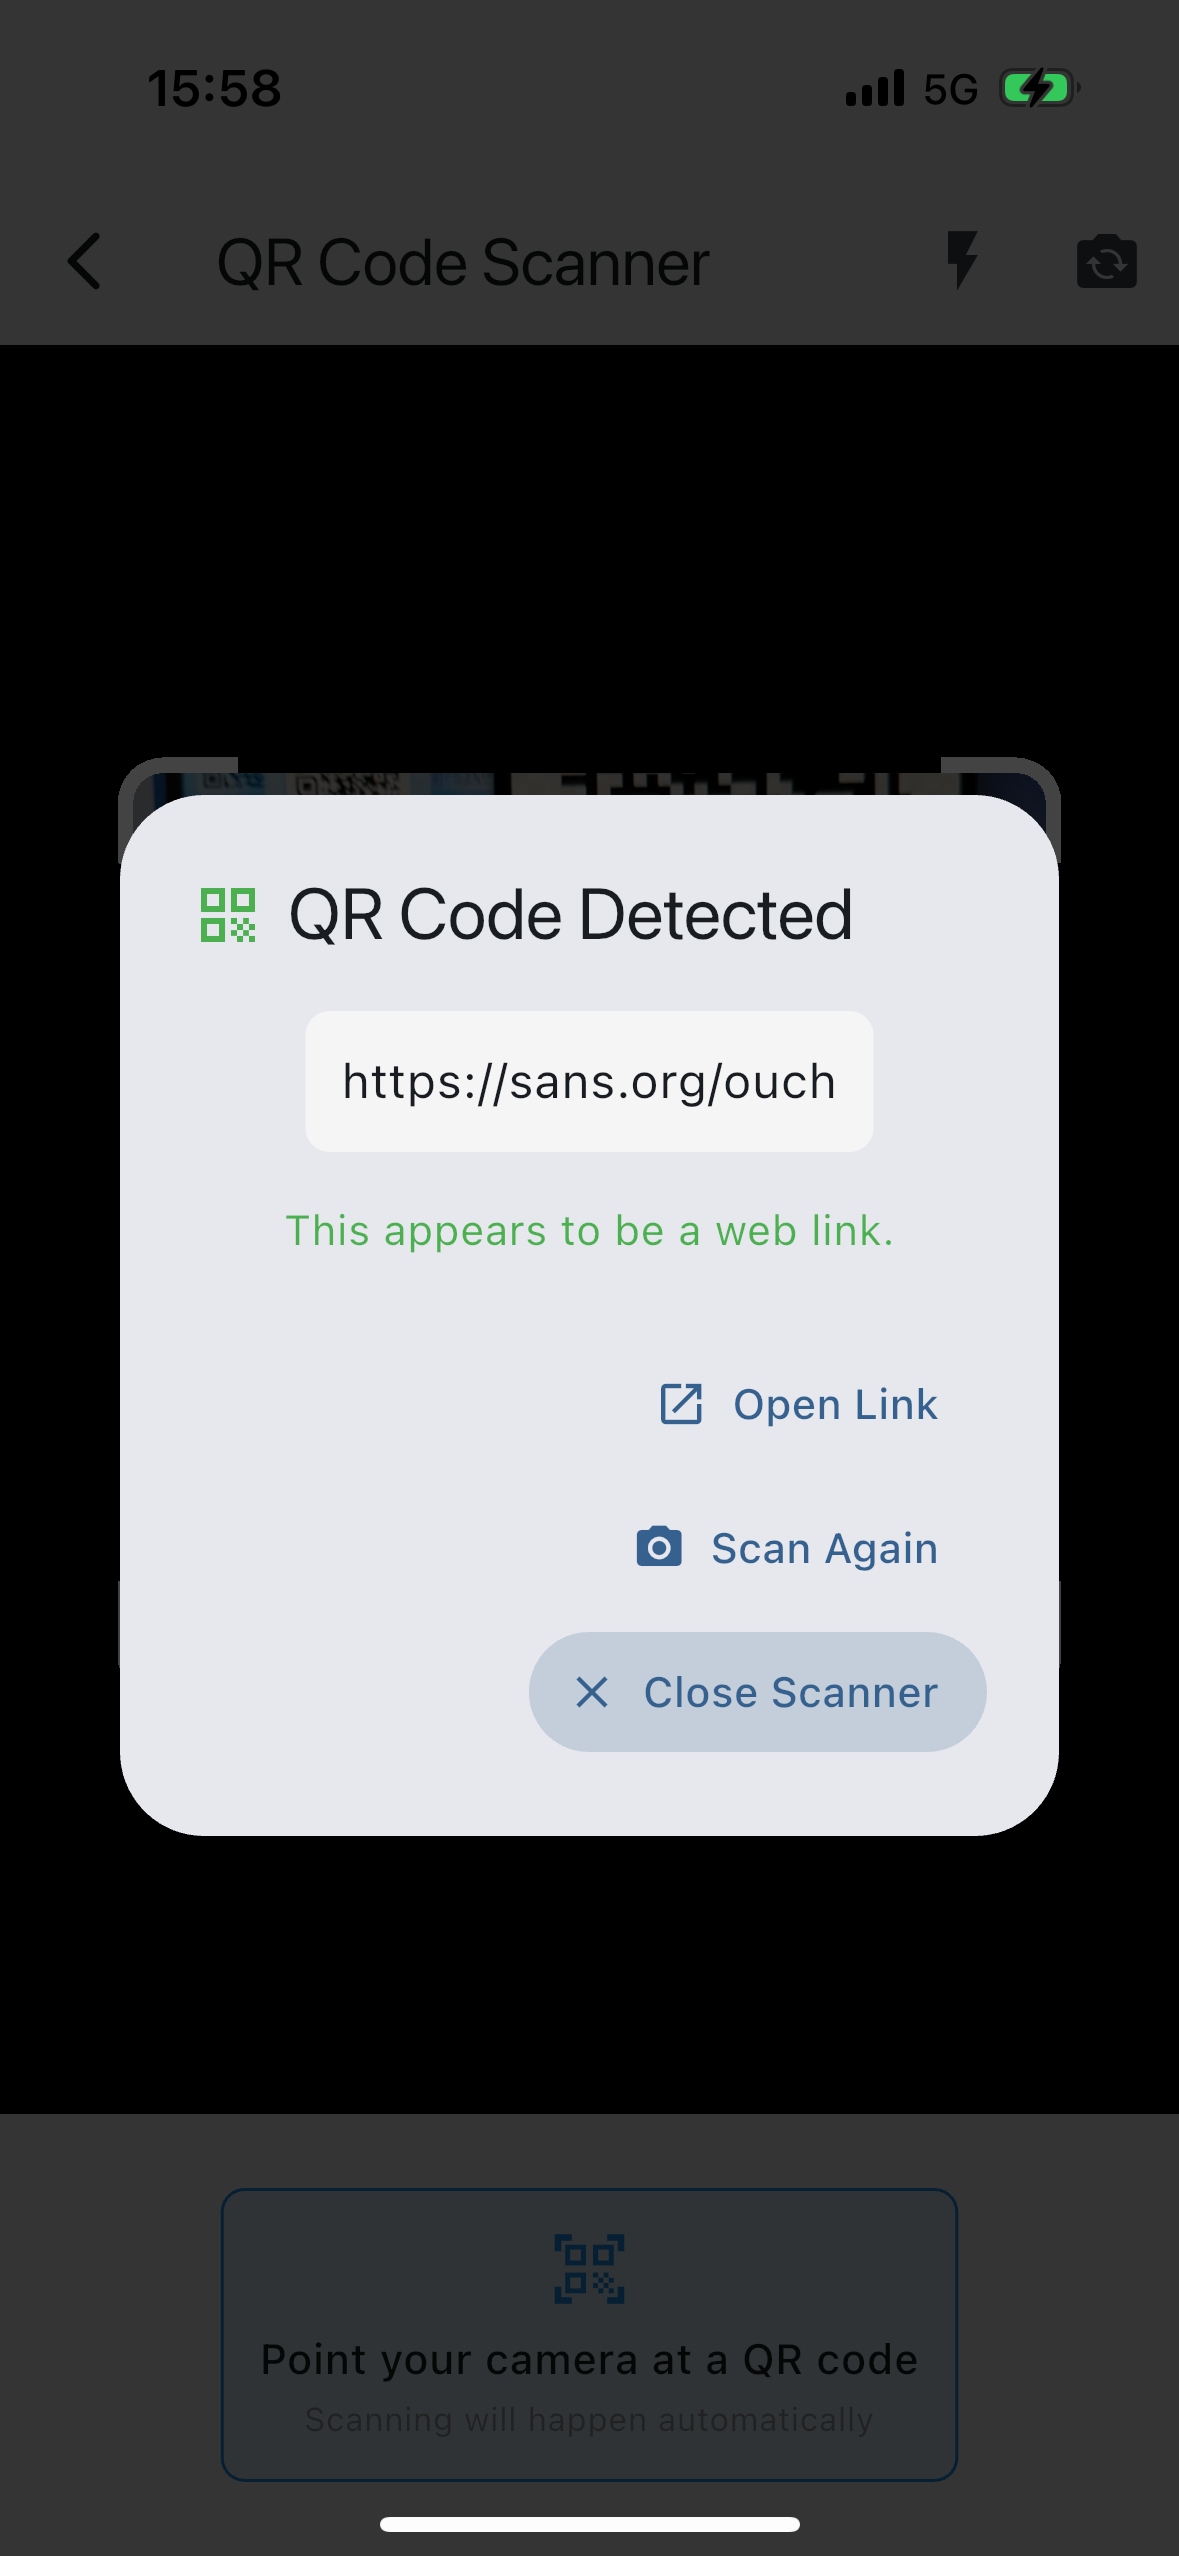 15:58
5G
QR Code Scanner
QR Code Detected
https://sans.org/ouch
This appears to be a web link.
Open Link
Scan Again
Close Scanner
Point your camera at a QR code
Scanning will happen automatically